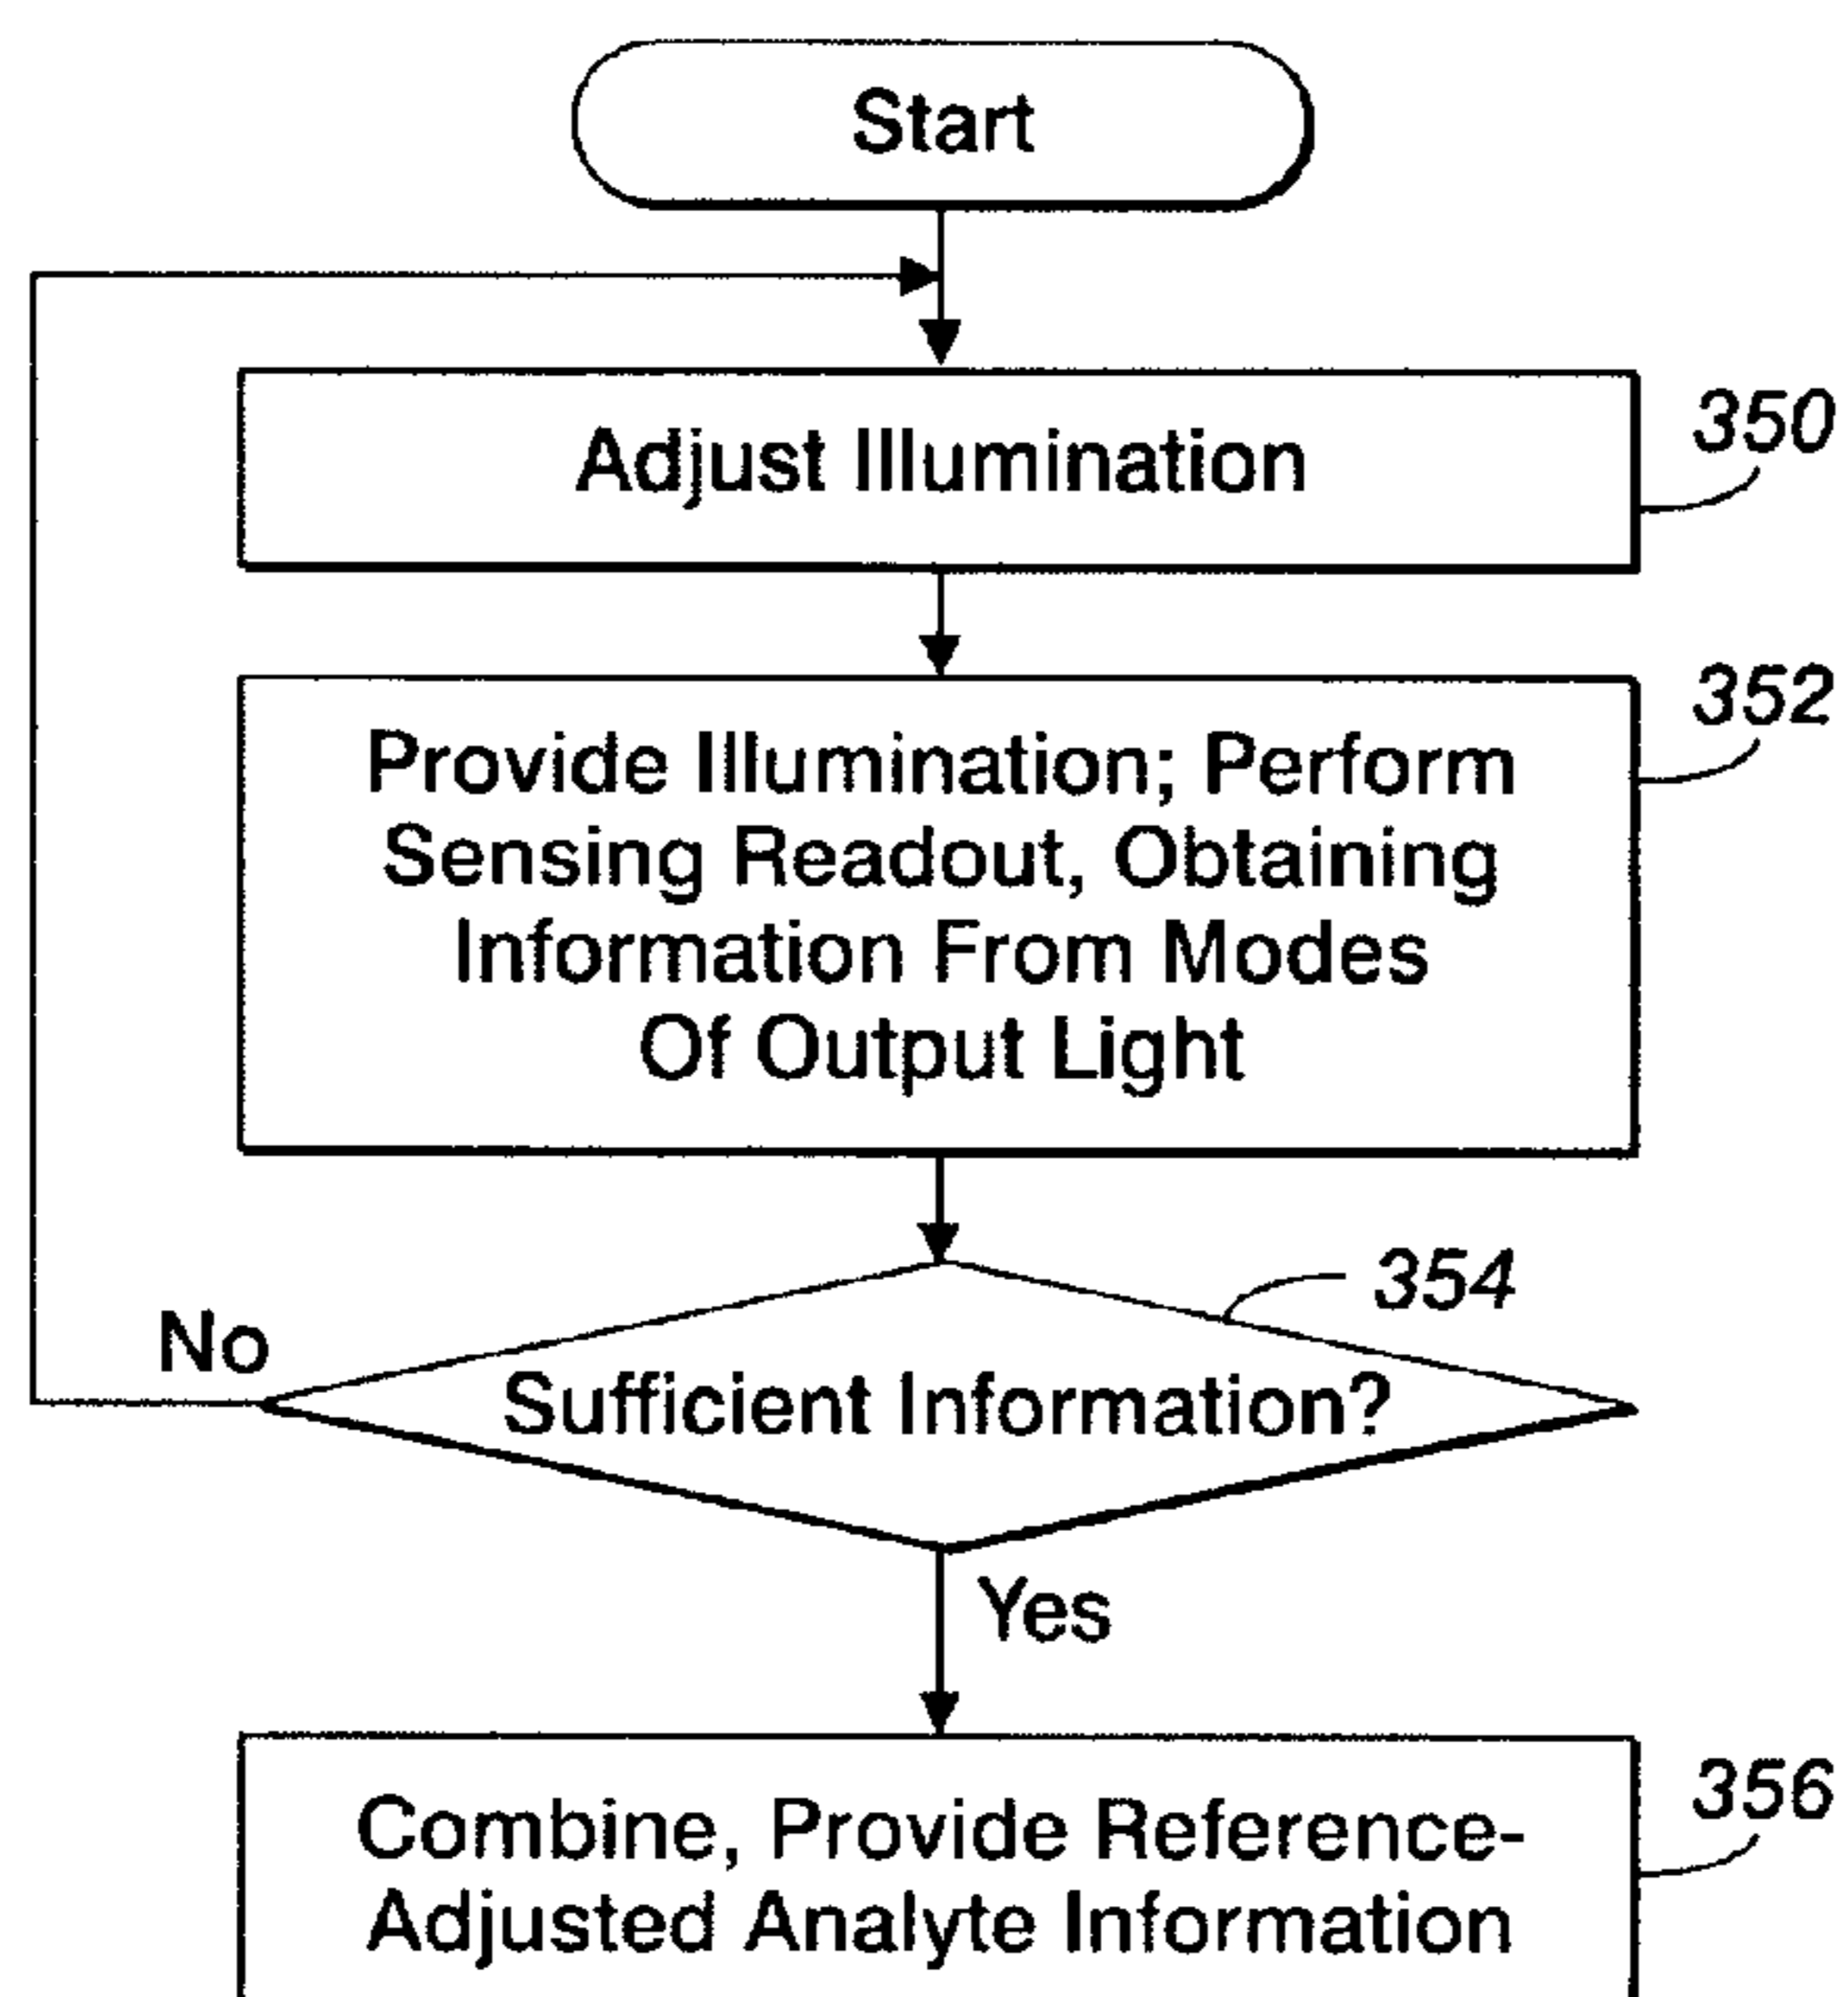 Start
Adjust Illumination
350
Provide Illumination; Perform
Sensing Readout, Obtaining
Information From Modes
Of Output Light
352
354
No
Sufficient Information?
Yes
Combine, Provide Reference-
Adjusted Analyte Information
356